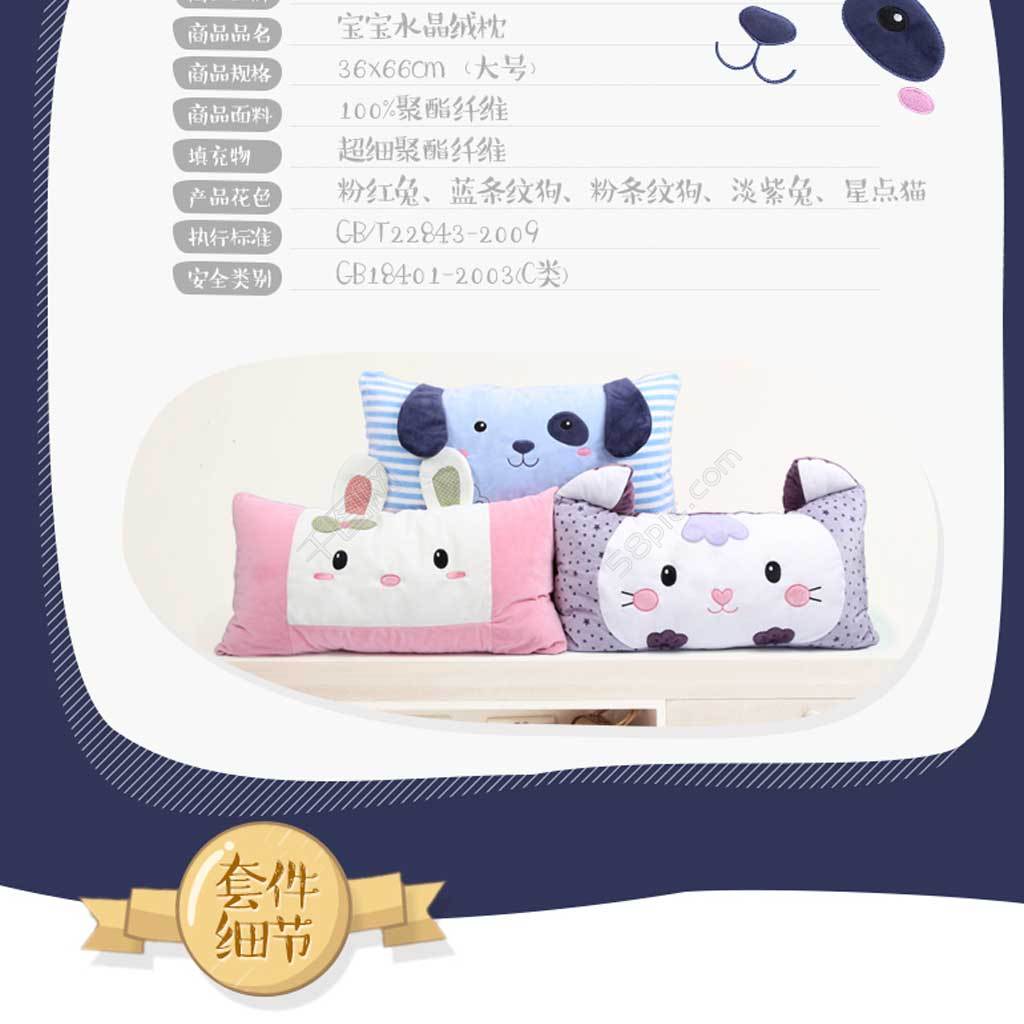 商品品名 宝宝水晶绒枕
商品规格 36x66cm（大号）
商品面料 100%聚酯纤维
填充物 超细聚酯纤维
产品花色 粉红兔、蓝条纹狗、粉条纹狗、淡紫兔、星点猫
执行标准 GB/T22843-2009
安全类别 GB18401-2003(C类)
58pic.com
套件
细节